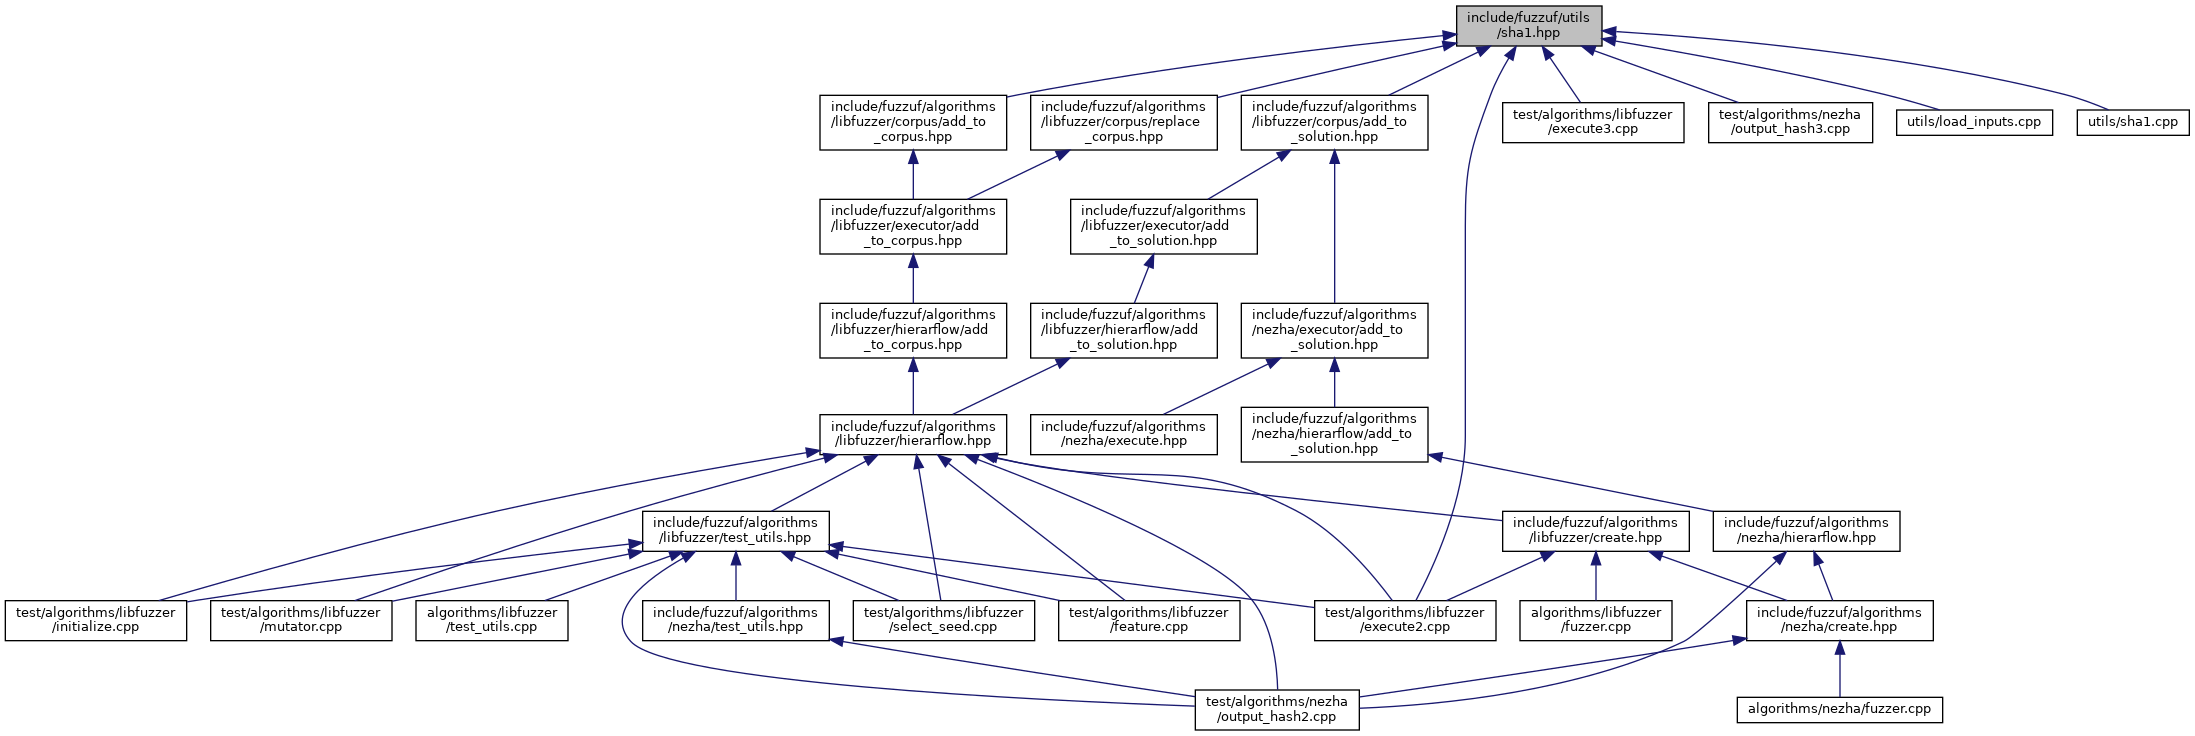 include/fuzzuf/utils
/sha1.hpp
include/fuzzuf/algorithms
/libfuzzer/corpus/add_to
_corpus.hpp
include/fuzzuf/algorithms
/libfuzzer/corpus/replace
_corpus.hpp
include/fuzzuf/algorithms
/libfuzzer/corpus/add_to
_solution.hpp
test/algorithms/libfuzzer
/execute3.cpp
test/algorithms/nezha
/output_hash3.cpp
utils/load_inputs.cpp
utils/sha1.cpp
include/fuzzuf/algorithms
/libfuzzer/executor/add
_to_corpus.hpp
include/fuzzuf/algorithms
/libfuzzer/executor/add
_to_solution.hpp
include/fuzzuf/algorithms
/libfuzzer/hierarflow/add
_to_corpus.hpp
include/fuzzuf/algorithms
/libfuzzer/hierarflow/add
_to_solution.hpp
include/fuzzuf/algorithms
/nezha/executor/add_to
_solution.hpp
include/fuzzuf/algorithms
/libfuzzer/hierarflow.hpp
include/fuzzuf/algorithms
/nezha/execute.hpp
include/fuzzuf/algorithms
/nezha/hierarflow/add_to
_solution.hpp
include/fuzzuf/algorithms
/libfuzzer/test_utils.hpp
include/fuzzuf/algorithms
/libfuzzer/create.hpp
include/fuzzuf/algorithms
/nezha/hierarflow.hpp
test/algorithms/libfuzzer
/initialize.cpp
test/algorithms/libfuzzer
/mutator.cpp
algorithms/libfuzzer
/test_utils.cpp
include/fuzzuf/algorithms
/nezha/test_utils.hpp
test/algorithms/libfuzzer
/select_seed.cpp
test/algorithms/libfuzzer
/feature.cpp
test/algorithms/libfuzzer
/execute2.cpp
algorithms/libfuzzer
/fuzzer.cpp
include/fuzzuf/algorithms
/nezha/create.hpp
test/algorithms/nezha
/output_hash2.cpp
algorithms/nezha/fuzzer.cpp